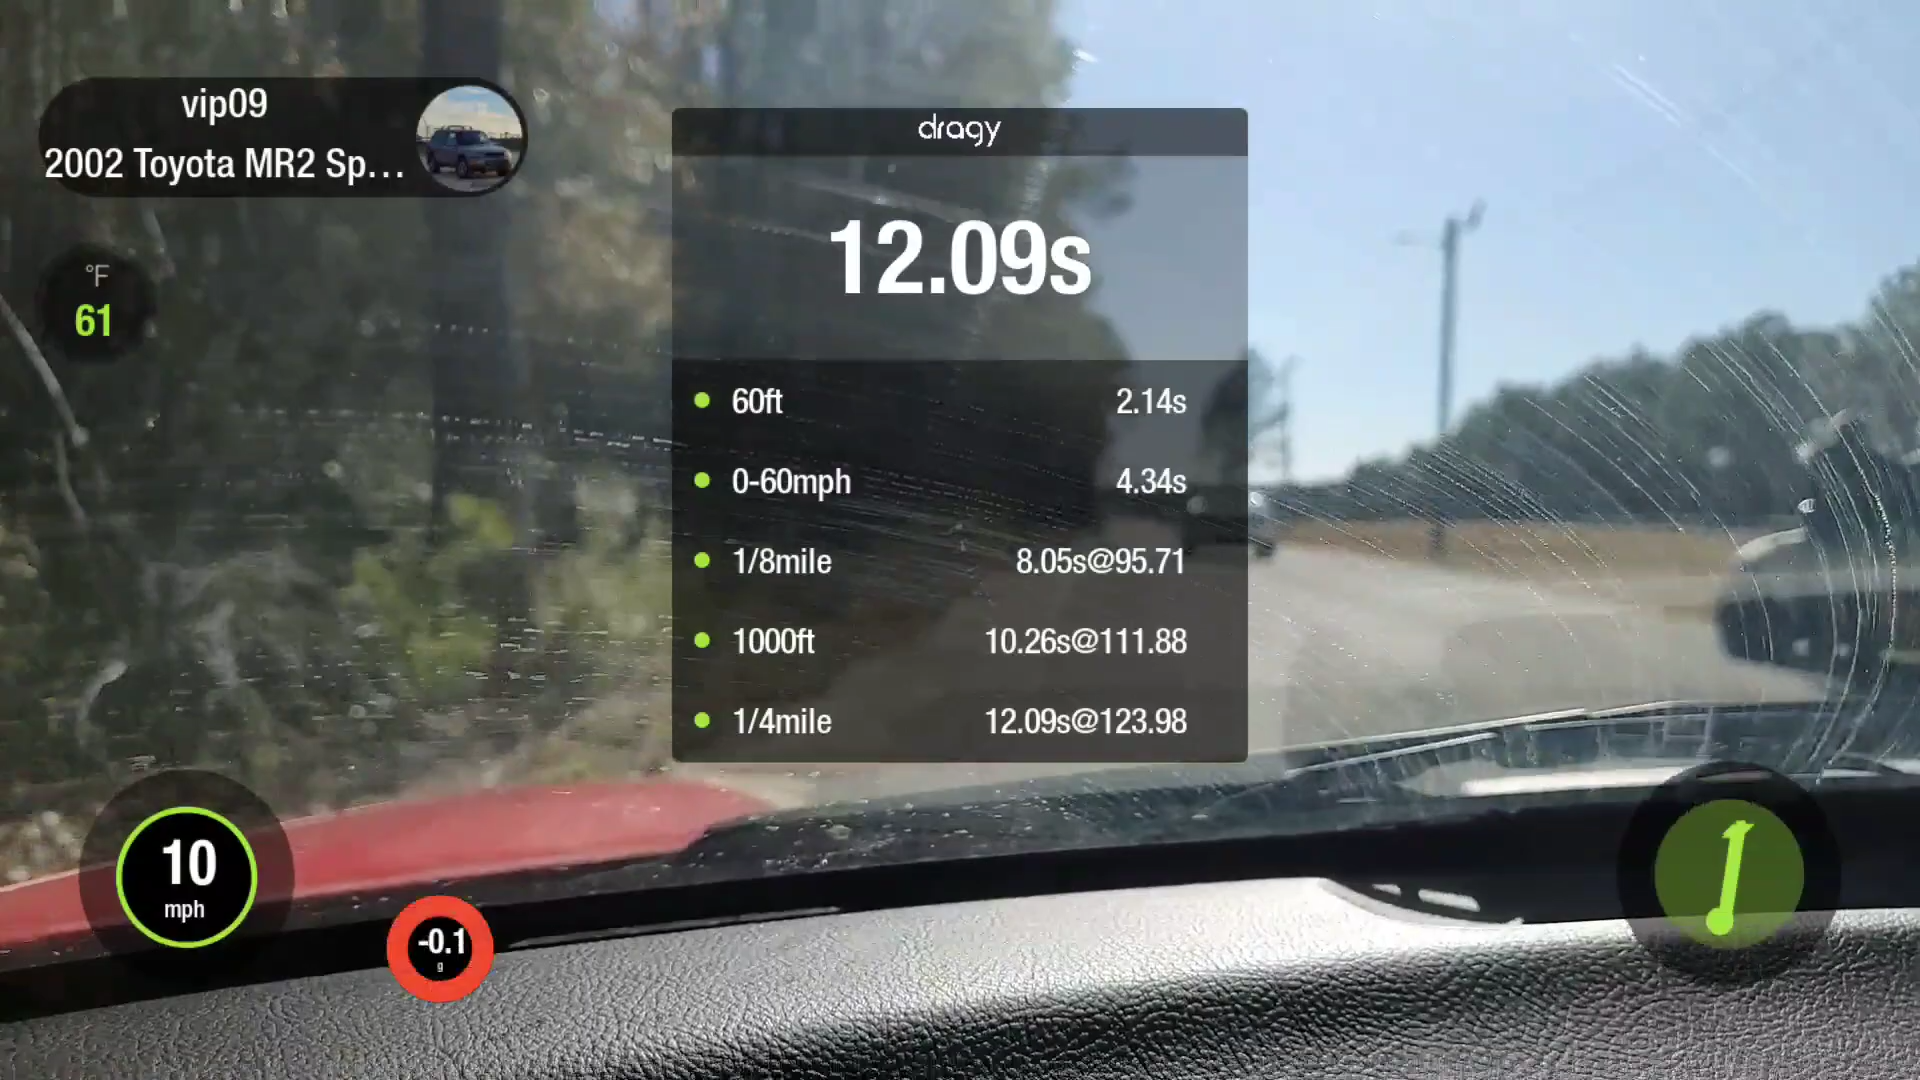 vip09
2002 Toyota MR2 Sp...
°F
61
dragy
12.09s
60ft 2.14s
0-60mph 4.34s
1/8mile 8.05s@95.71
1000ft 10.26s@111.88
1/4mile 12.09s@123.98
10
mph
-0.1
g